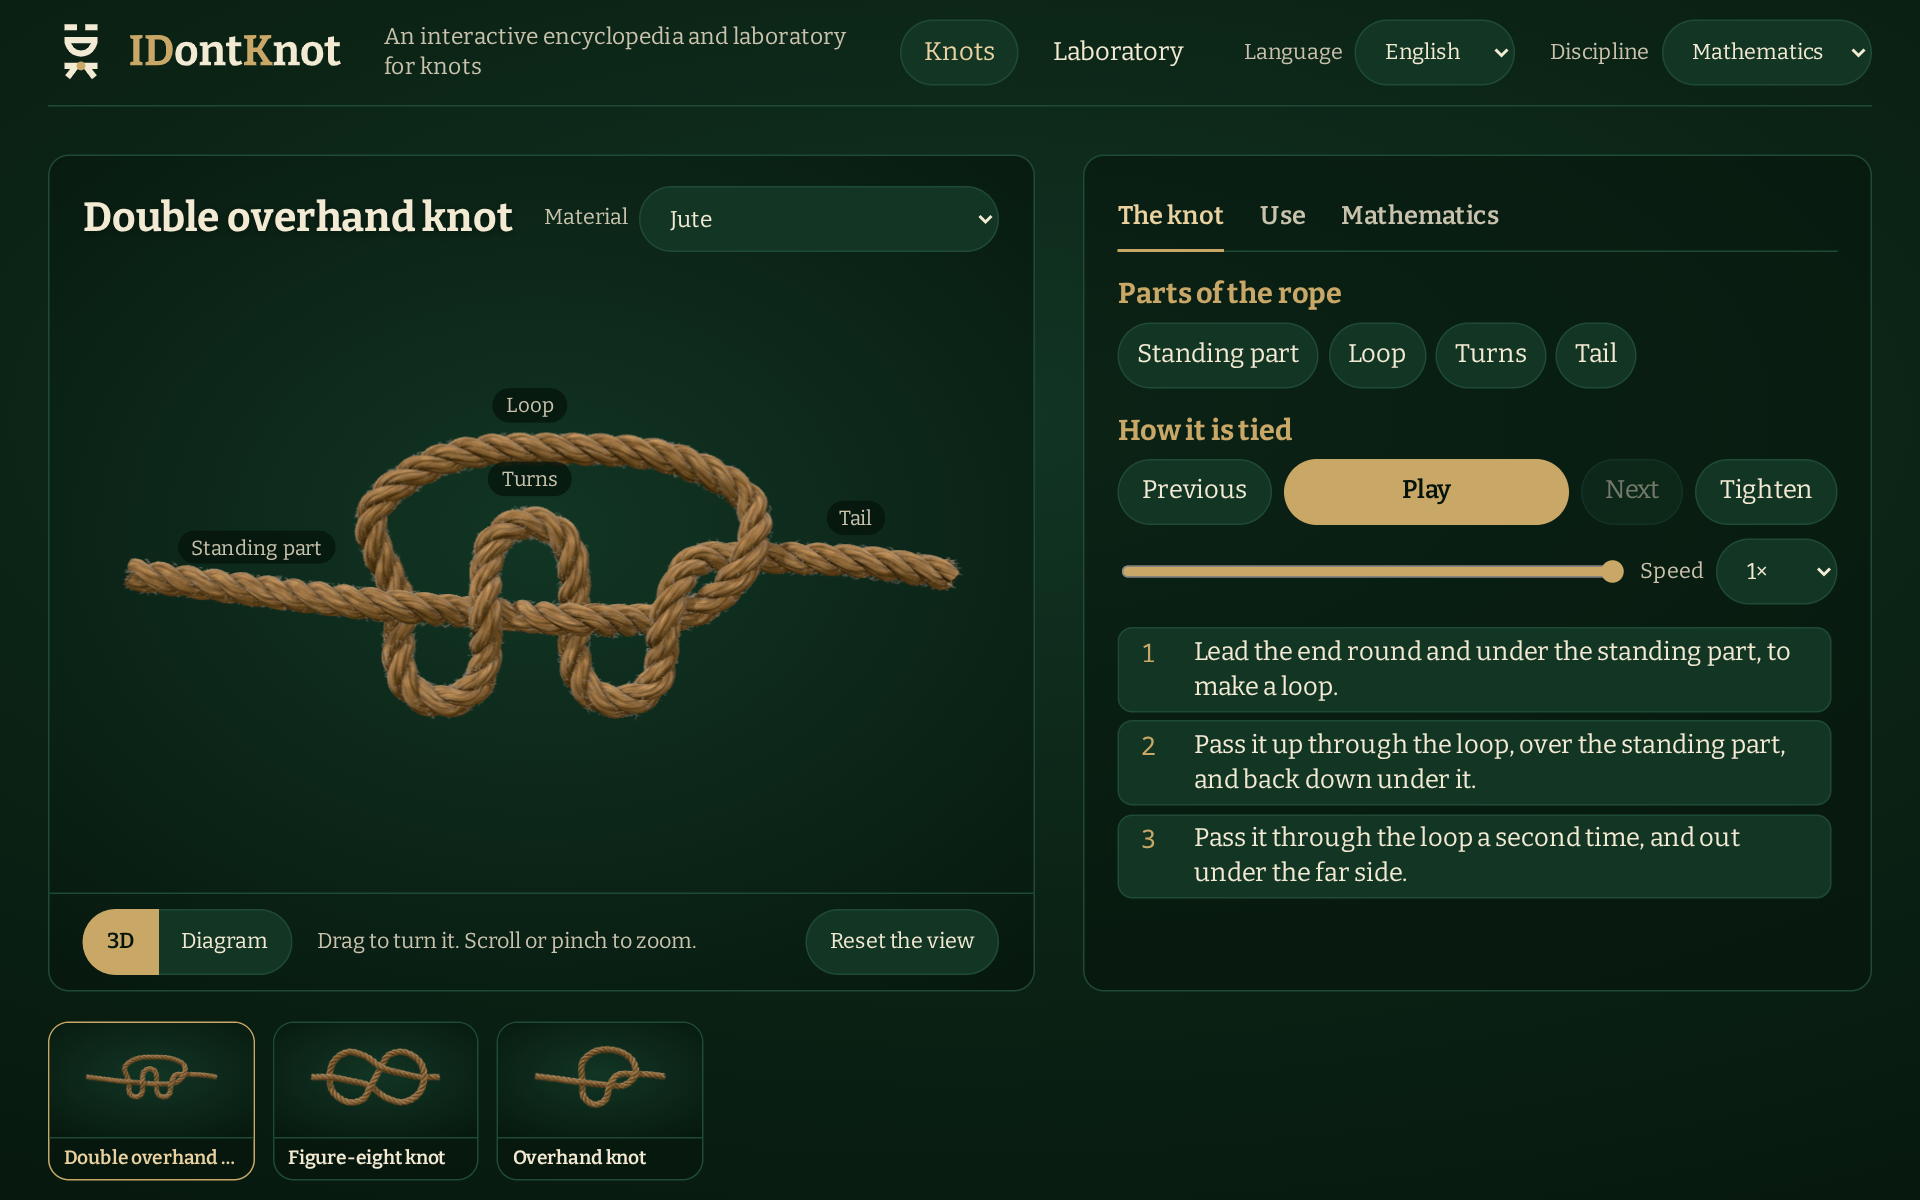 IDontKnot
An interactive encyclopedia and laboratory
for knots
Knots
Laboratory
Language
English
Discipline
Mathematics
Double overhand knot
Material
Jute
Loop
Turns
Tail
Standing part
3D
Diagram
Drag to turn it. Scroll or pinch to zoom.
Reset the view
The knot
Use
Mathematics
Parts of the rope
Standing part
Loop
Turns
Tail
How it is tied
Previous
Play
Next
Tighten
Speed
1×
1 Lead the end round and under the standing part, to
make a loop.
2 Pass it up through the loop, over the standing part,
and back down under it.
3 Pass it through the loop a second time, and out
under the far side.
Double overhand ...
Figure-eight knot
Overhand knot